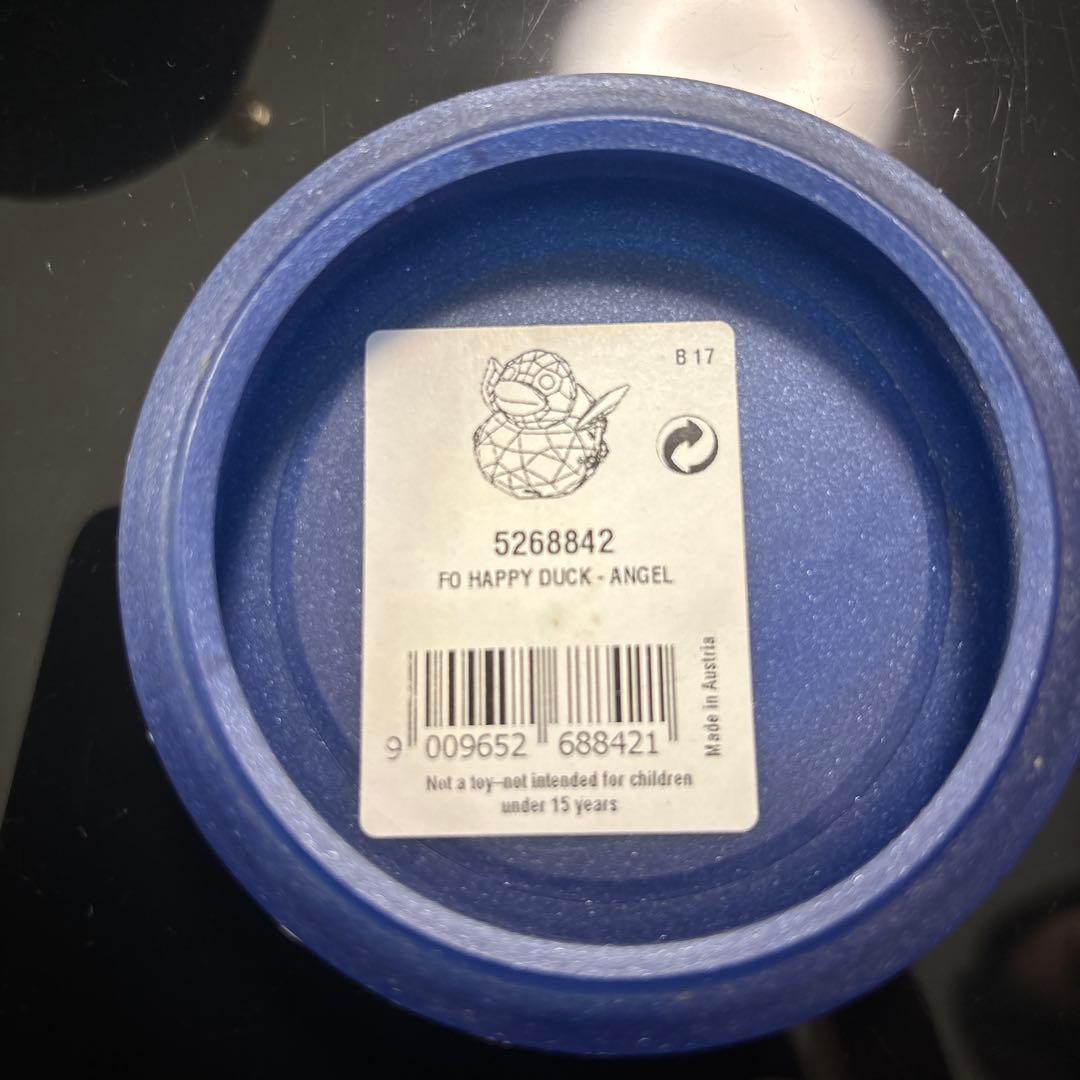 B 17
5268842
FO HAPPY DUCK - ANGEL
9 009652 688421
Made in Austria
Not a toy–not intended for children
under 15 years